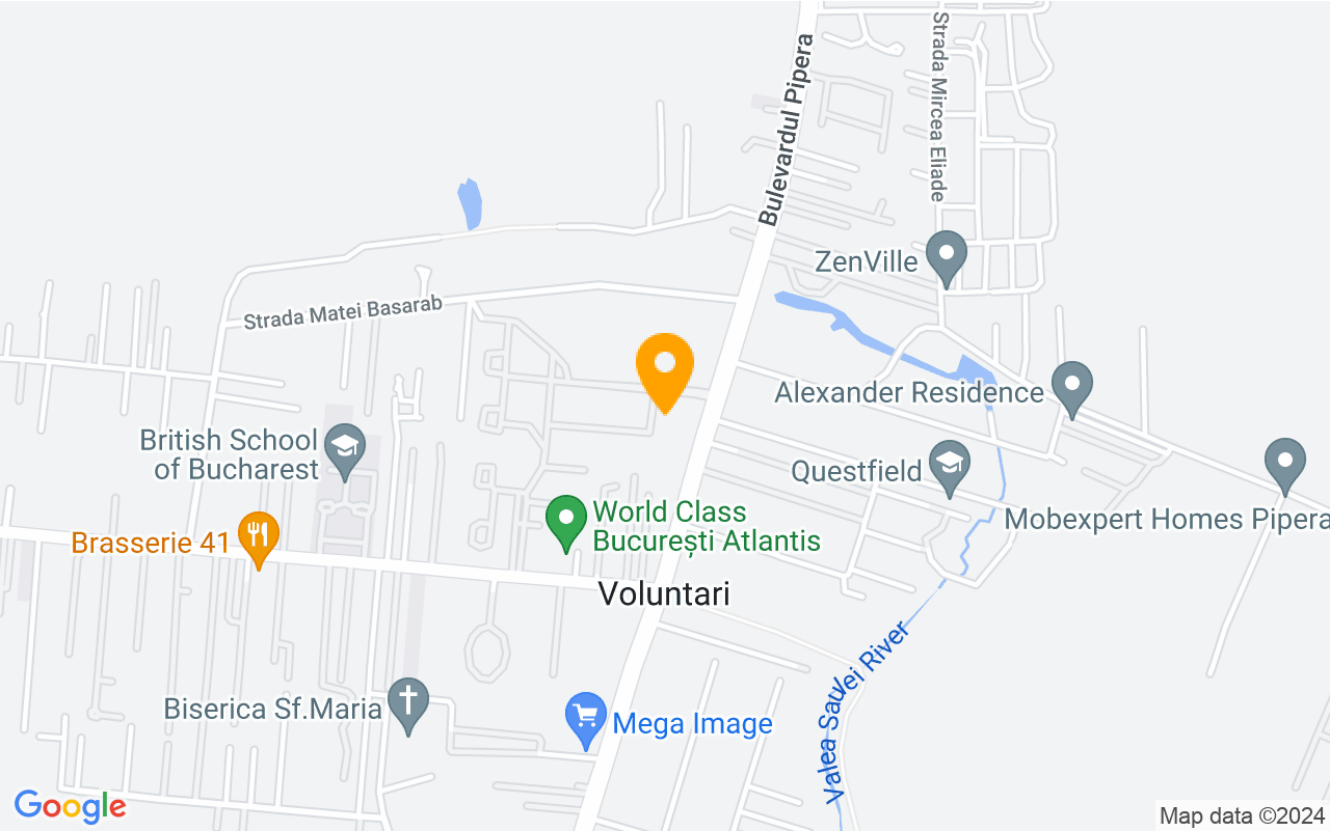 Strada Mircea Eliade
Bulevardul Pipera
ZenVille
Strada Matei Basarab
Alexander Residence
British School
of Bucharest
Questfield
World Class
București Atlantis
Mobexpert Homes Pipera
Brasserie 41
Voluntari
Valea Saulei River
Biserica Sf.Maria
Mega Image
Google
Map data ©2024